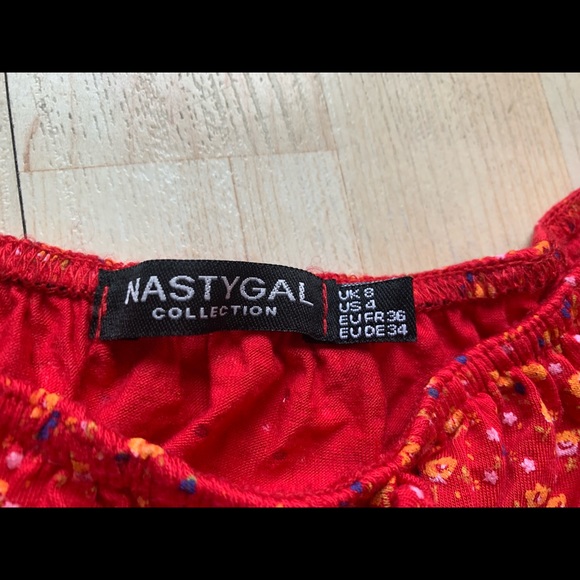 NASTYGAL
COLLECTION
UK 8
US 4
EU FR 36
EU DE 34